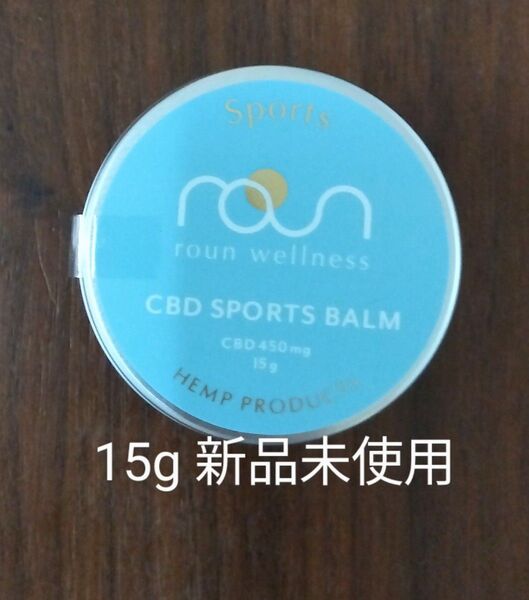 Sports
roun
roun wellness
CBD SPORTS BALM
CBD 450mg
15g
HEMP PRODUCTS
15g 新品未使用